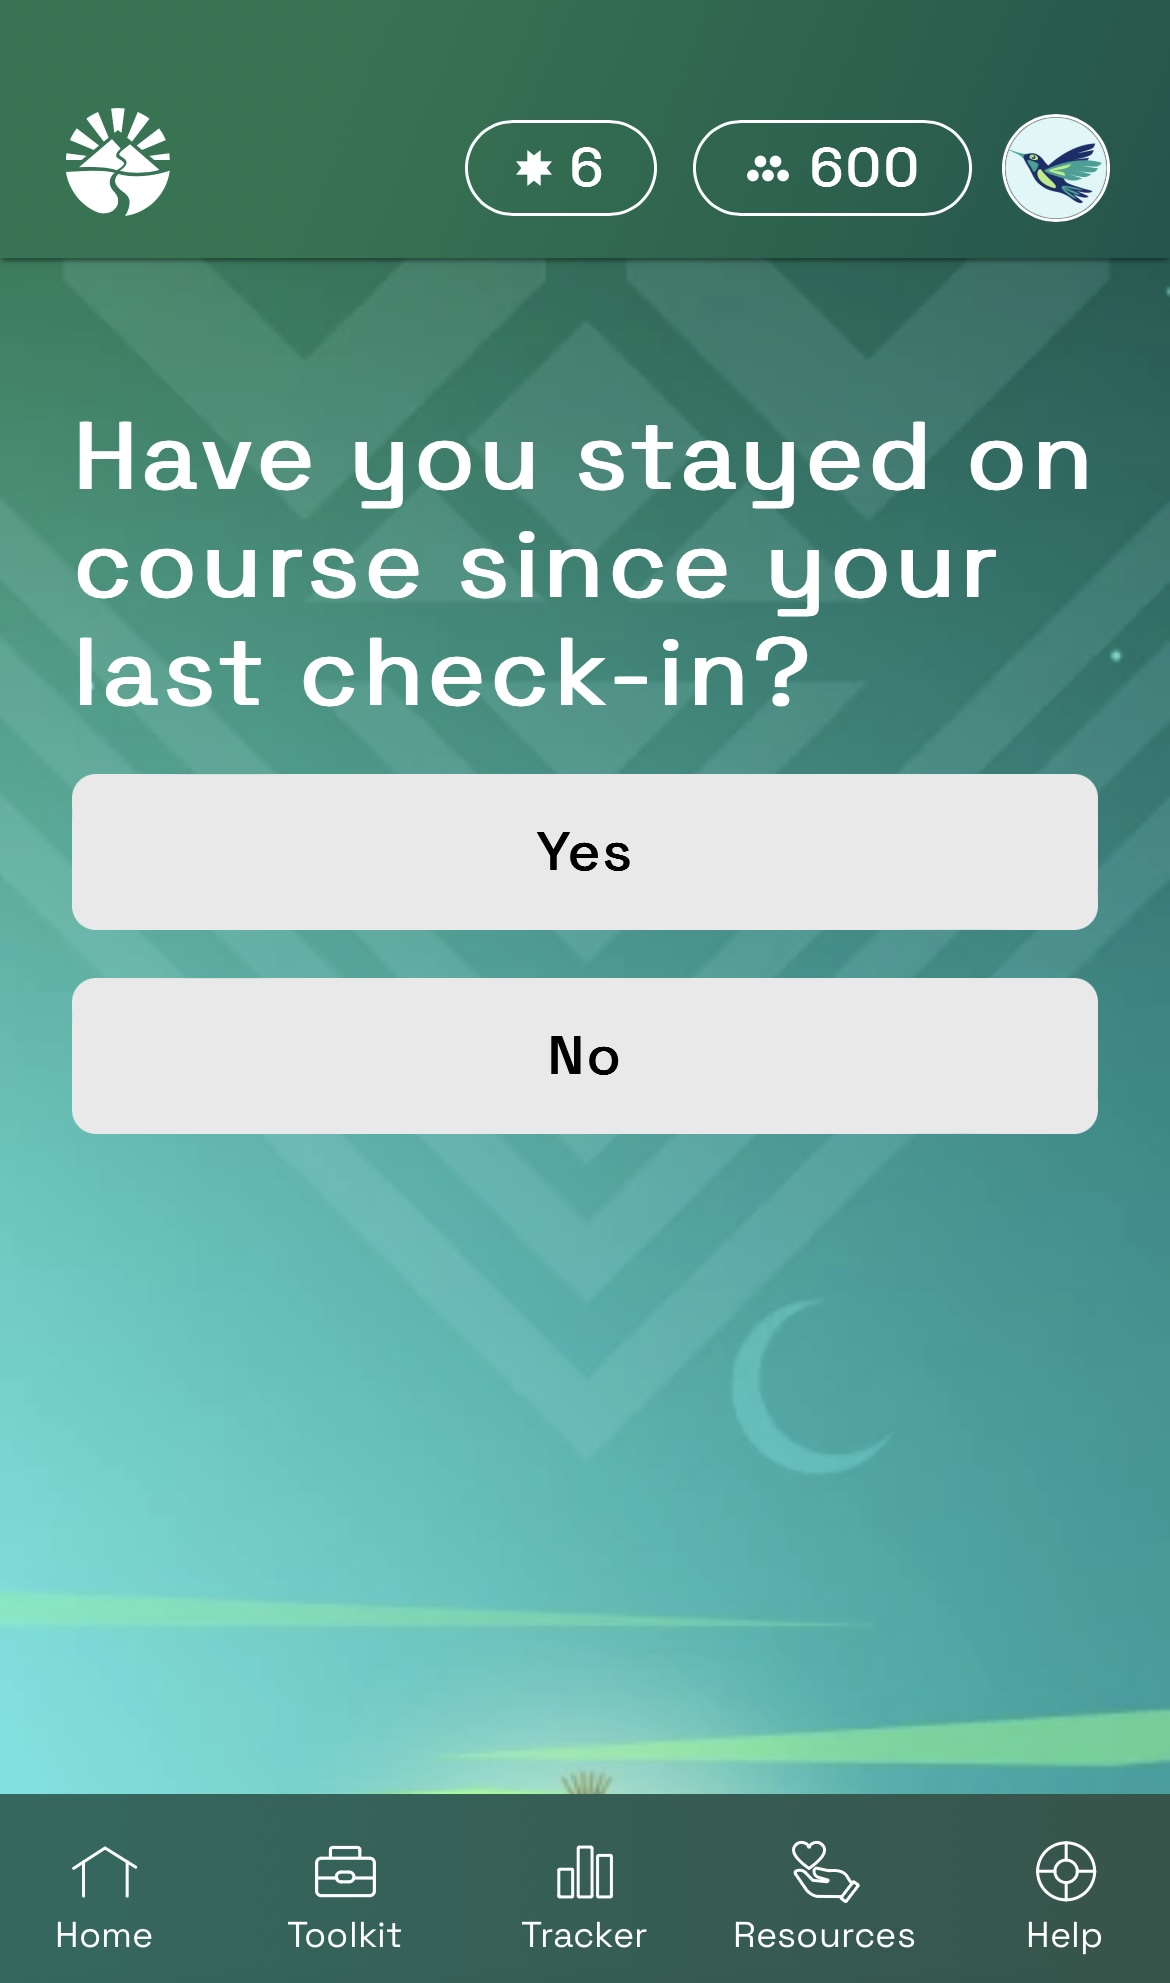 6
600
Have you stayed on
course since your
last check-in?
Yes
No
Home
Toolkit
Tracker
Resources
Help